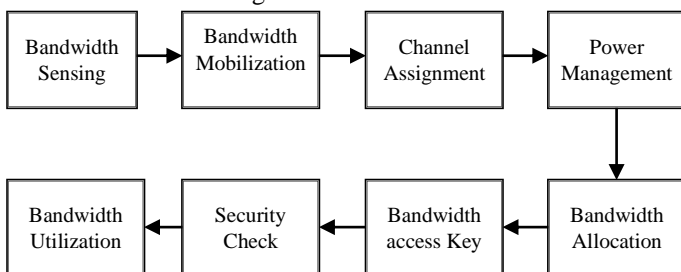 Bandwidth
Sensing
Bandwidth
Mobilization
Channel
Assignment
Power
Management
Bandwidth
Utilization
Security
Check
Bandwidth
access Key
Bandwidth
Allocation